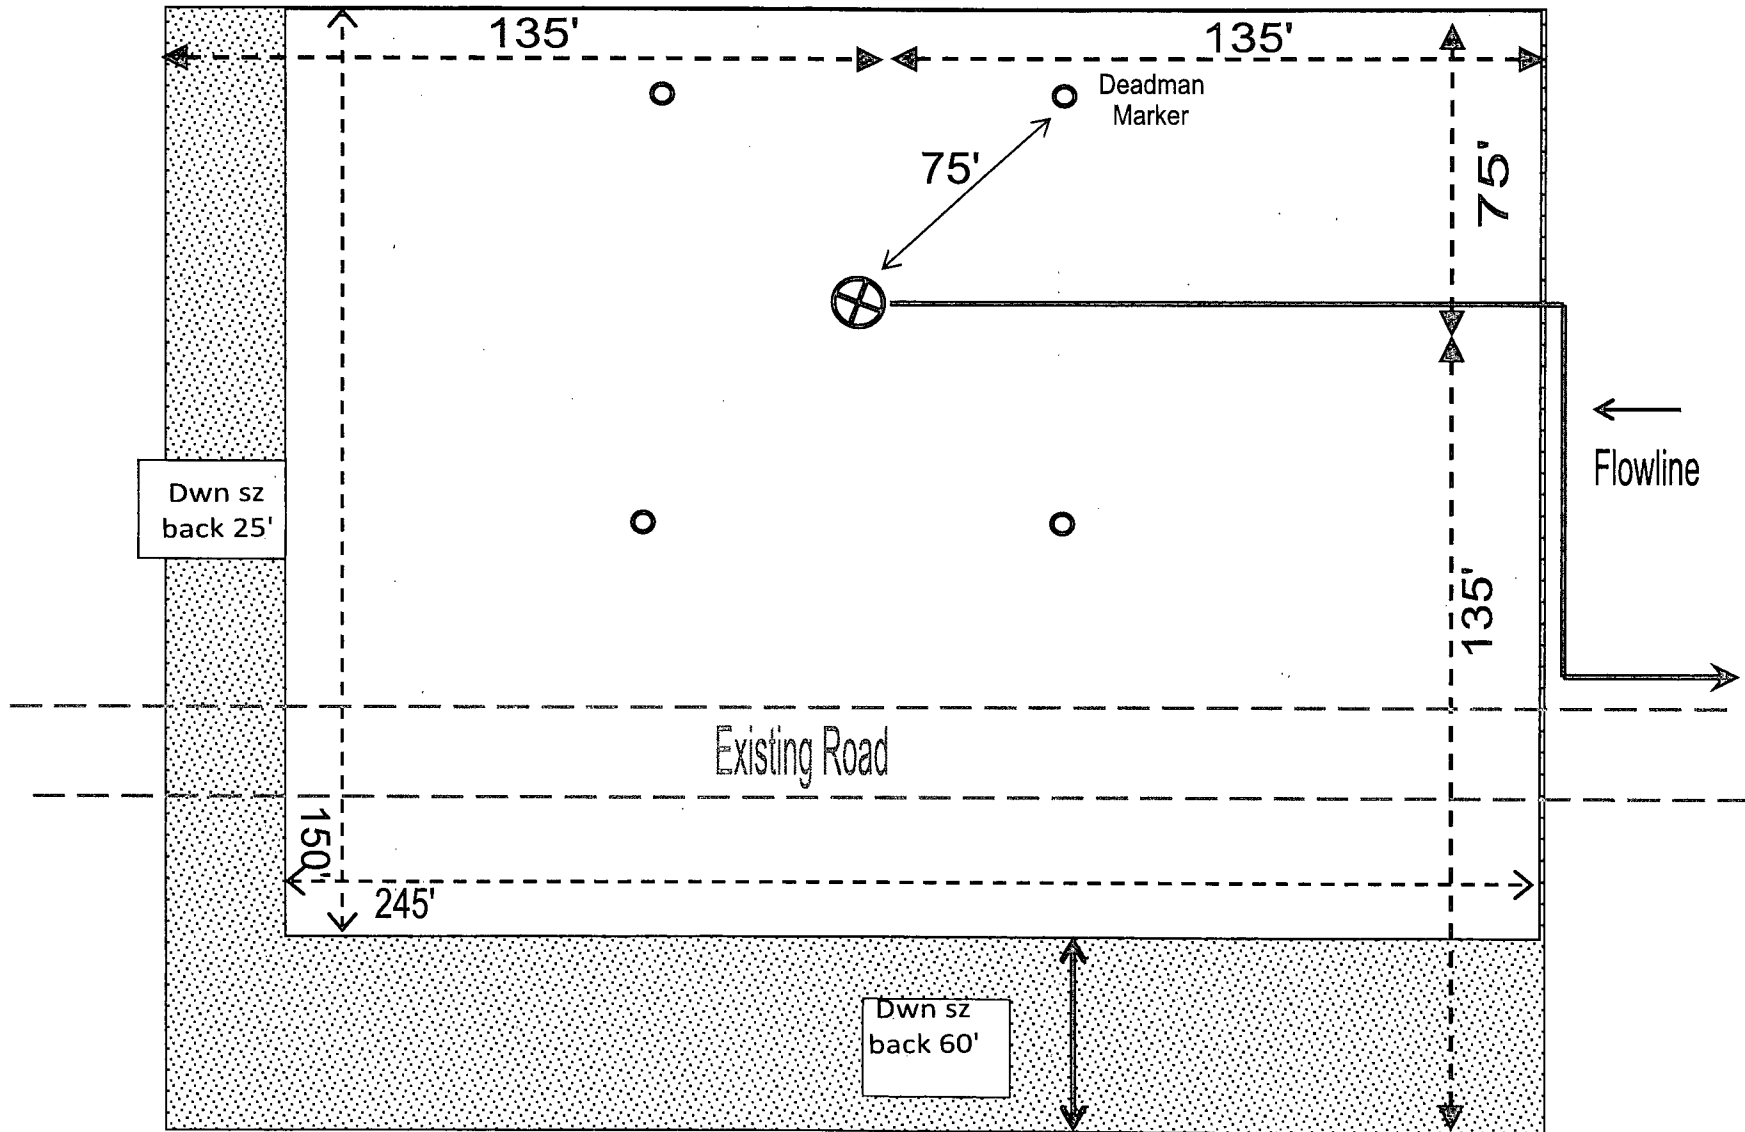 135'
135'
Deadman
Marker
75'
75'
Flowline
Dwn sz
back 25'
135'
Existing Road
150'
245'
Dwn sz
back 60'